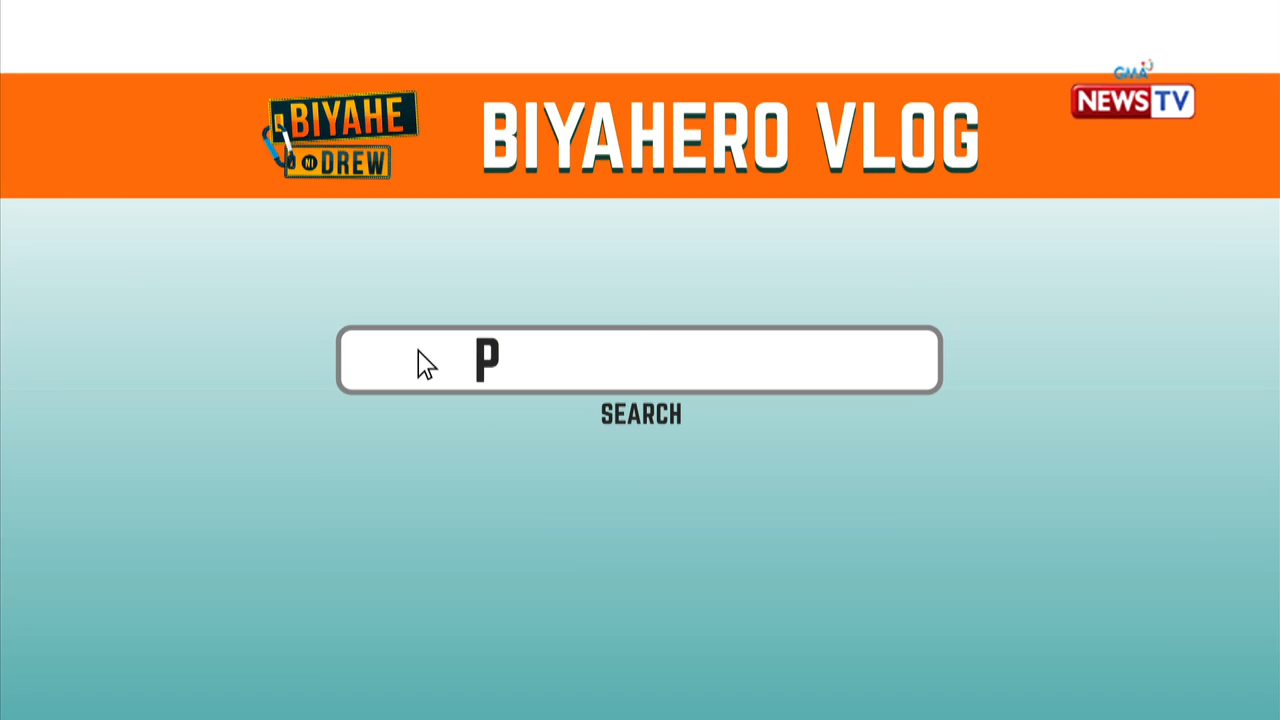 GMA
NEWS TV
BIYAHE
NI DREW
BIYAHERO VLOG
P
SEARCH